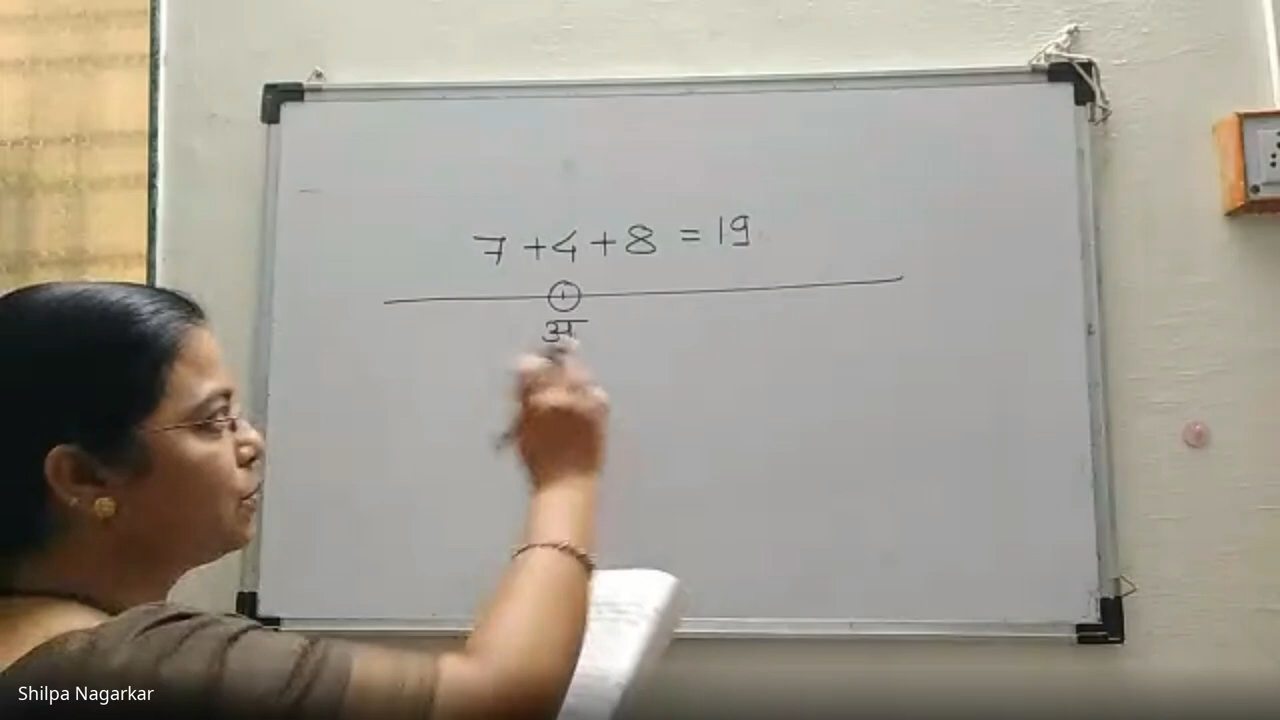 7 + 4 + 8 = 19
+
अ
Shilpa Nagarkar